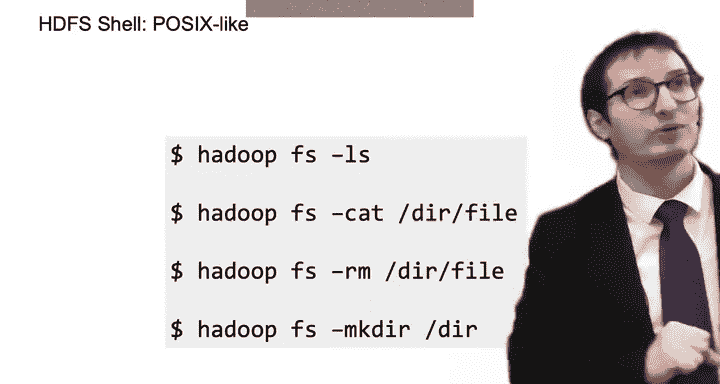 HDFS Shell: POSIX-like
$ hadoop fs –ls
$ hadoop fs –cat /dir/file
$ hadoop fs –rm /dir/file
$ hadoop fs –mkdir /dir